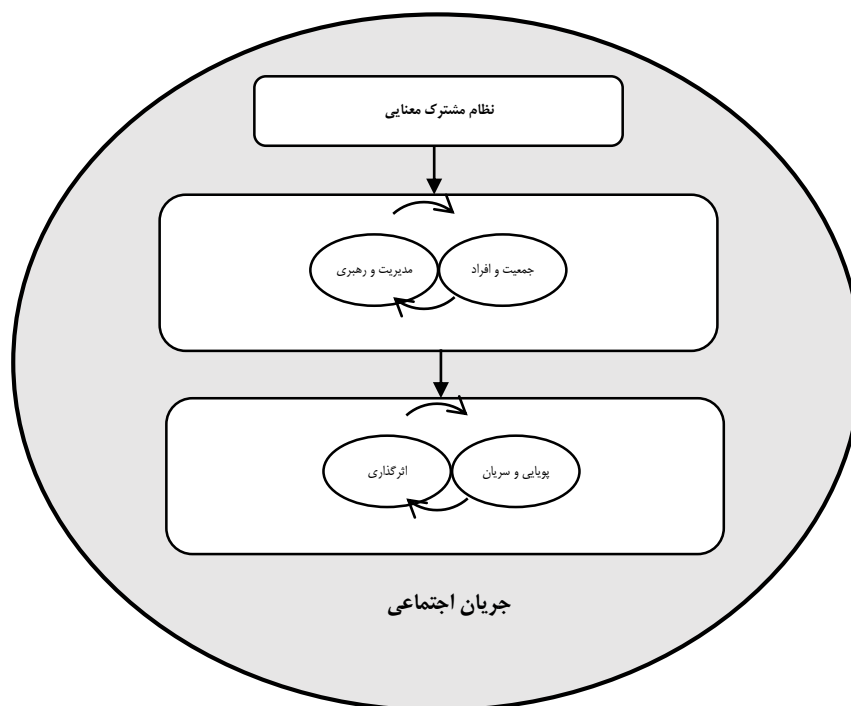 نظام مشترک معنایی
جمعیت و افراد
مدیریت و رهبری
پویایی و سریان
اثرگذاری
جریان اجتماعی